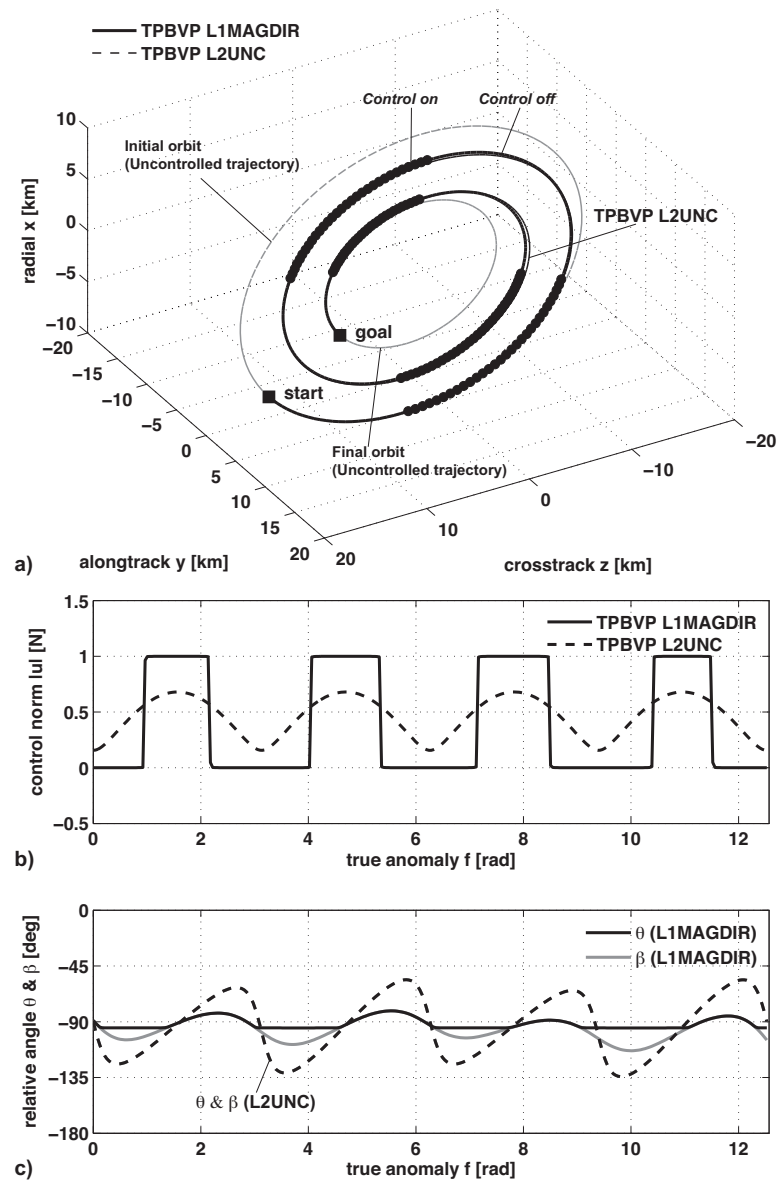 TPBVP L1MAGDIR
TPBVP L2UNC
Control on
Control off
Initial orbit
(Uncontrolled trajectory)
TPBVP L2UNC
radial x [km]
10
5
0
−5
−10
goal
start
Final orbit
(Uncontrolled trajectory)
−20
−15
−10
−5
0
5
10
15
20
20
10
0
−10
−20
a)
alongtrack y [km]
crosstrack z [km]
TPBVP L1MAGDIR
TPBVP L2UNC
control norm |u| [N]
1.5
1
0.5
0
−0.5
0
2
4
6
8
10
12
b)
true anomaly f [rad]
θ (L1MAGDIR)
β (L1MAGDIR)
θ & β (L2UNC)
relative angle θ & β [deg]
0
−45
−90
−135
−180
0
2
4
6
8
10
12
c)
true anomaly f [rad]